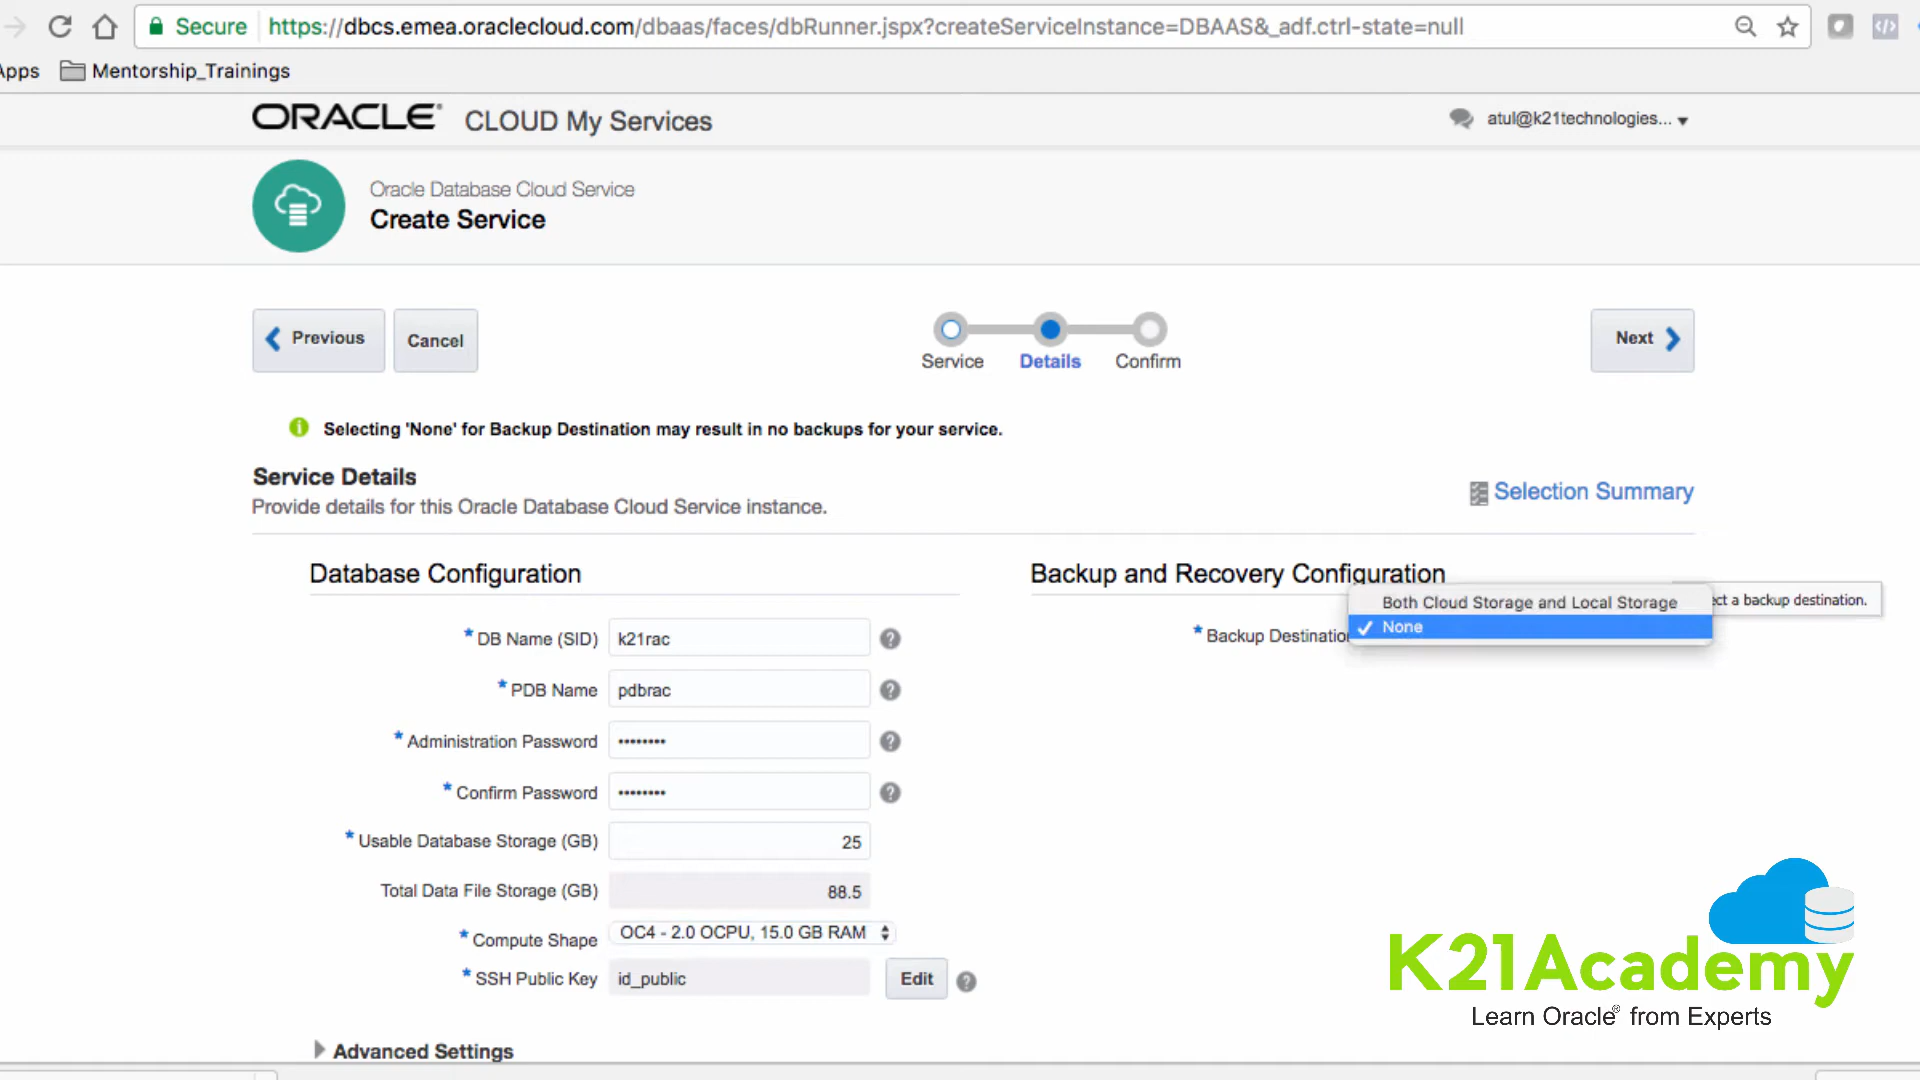 Secure https://dbcs.emea.oraclecloud.com/dbaas/faces/dbRunner.jspx?createServiceInstance=DBAAS&_adf.ctrl-state=null
Apps Mentorship_Trainings
ORACLE® CLOUD My Services
atul@k21technologies...
Oracle Database Cloud Service
Create Service
Previous
Cancel
Service
Details
Confirm
Next
Selecting 'None' for Backup Destination may result in no backups for your service.
Service Details
Selection Summary
Provide details for this Oracle Database Cloud Service instance.
Database Configuration
* DB Name (SID) k21rac ?
* PDB Name pdbrac ?
* Administration Password •••••••• ?
* Confirm Password •••••••• ?
* Usable Database Storage (GB) 25
Total Data File Storage (GB) 88.5
* Compute Shape OC4 - 2.0 OCPU, 15.0 GB RAM
* SSH Public Key id_public Edit ?
Advanced Settings
Backup and Recovery Configuration
Both Cloud Storage and Local Storage
a backup destination.
* Backup Destination
None
K21Academy
Learn Oracle® from Experts